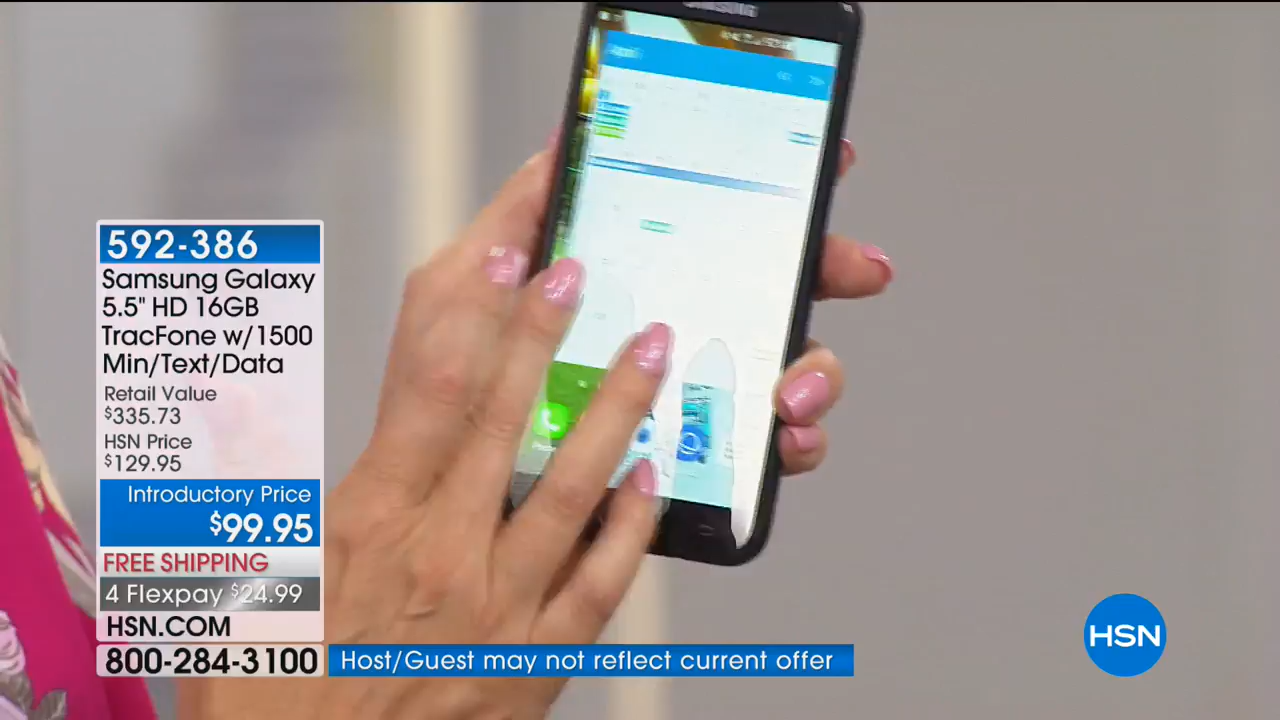 SAMSUNG
592-386
Samsung Galaxy
5.5" HD 16GB
TracFone w/1500
Min/Text/Data
Retail Value
$335.73
HSN Price
$129.95
Introductory Price
$99.95
FREE SHIPPING
4 Flexpay $24.99
HSN.COM
800-284-3100
Host/Guest may not reflect current offer
HSN